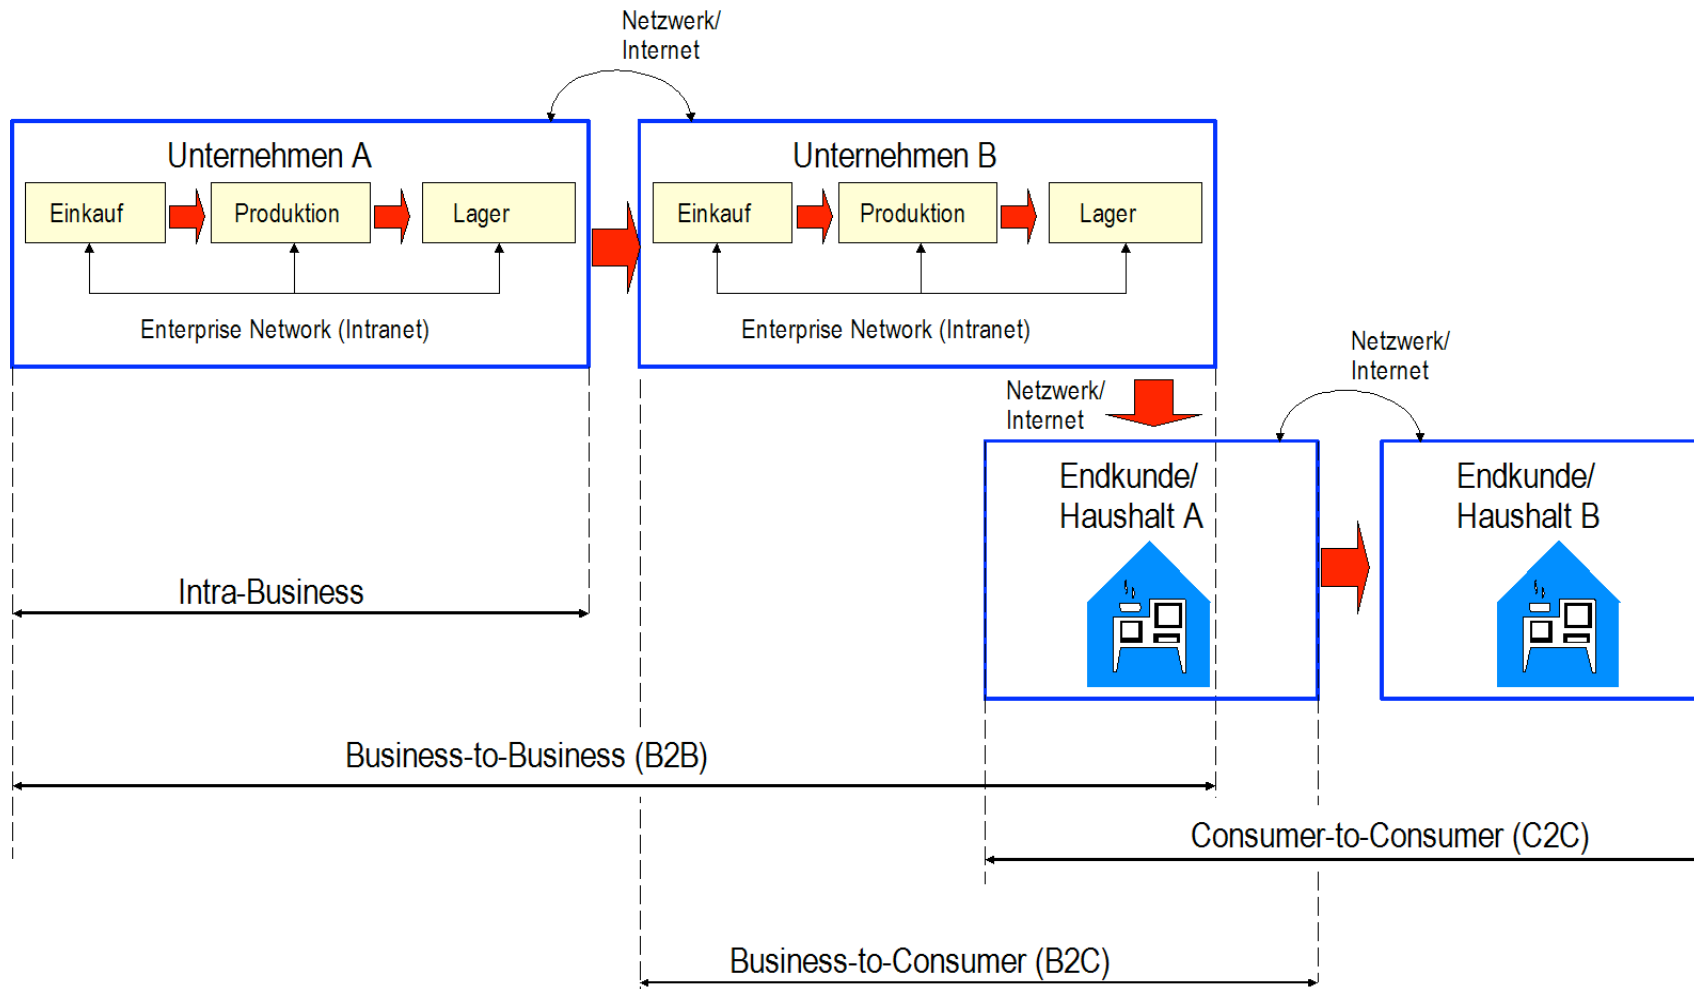 Netzwerk/
Internet
Unternehmen A
Einkauf
Produktion
Lager
Enterprise Network (Intranet)
Unternehmen B
Einkauf
Produktion
Lager
Enterprise Network (Intranet)
Netzwerk/
Internet
Netzwerk/
Internet
Endkunde/
Haushalt A
Endkunde/
Haushalt B
Intra-Business
Business-to-Business (B2B)
Consumer-to-Consumer (C2C)
Business-to-Consumer (B2C)